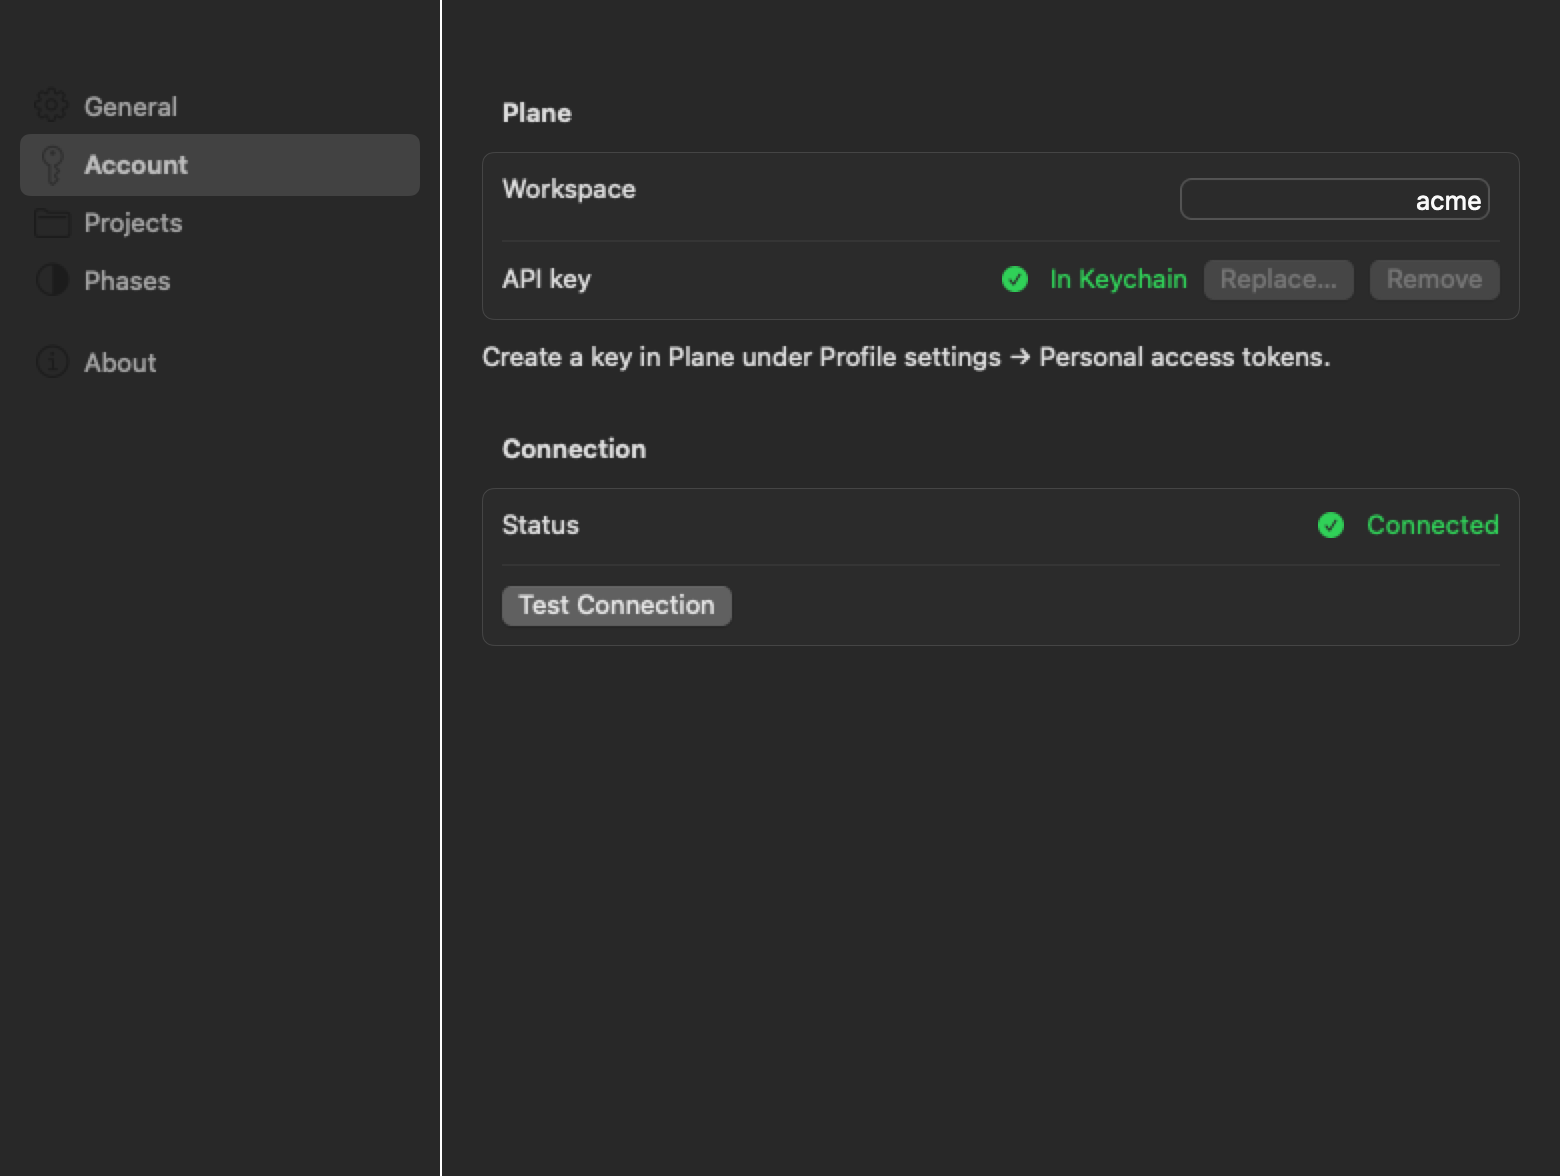 General
Account
Projects
Phases
About
Plane
Workspace
acme
API key
In Keychain
Replace...
Remove
Create a key in Plane under Profile settings → Personal access tokens.
Connection
Status
Connected
Test Connection